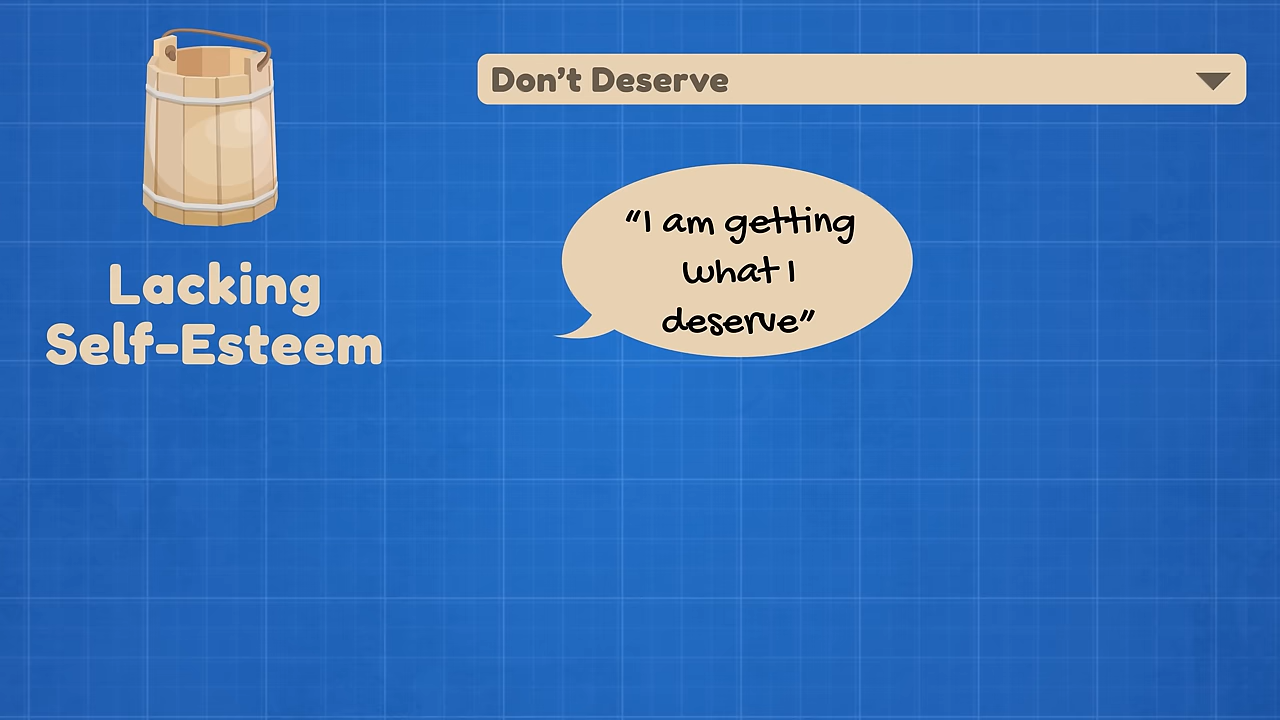 Don’t Deserve
“I am getting
what I
deserve”
Lacking
Self-Esteem